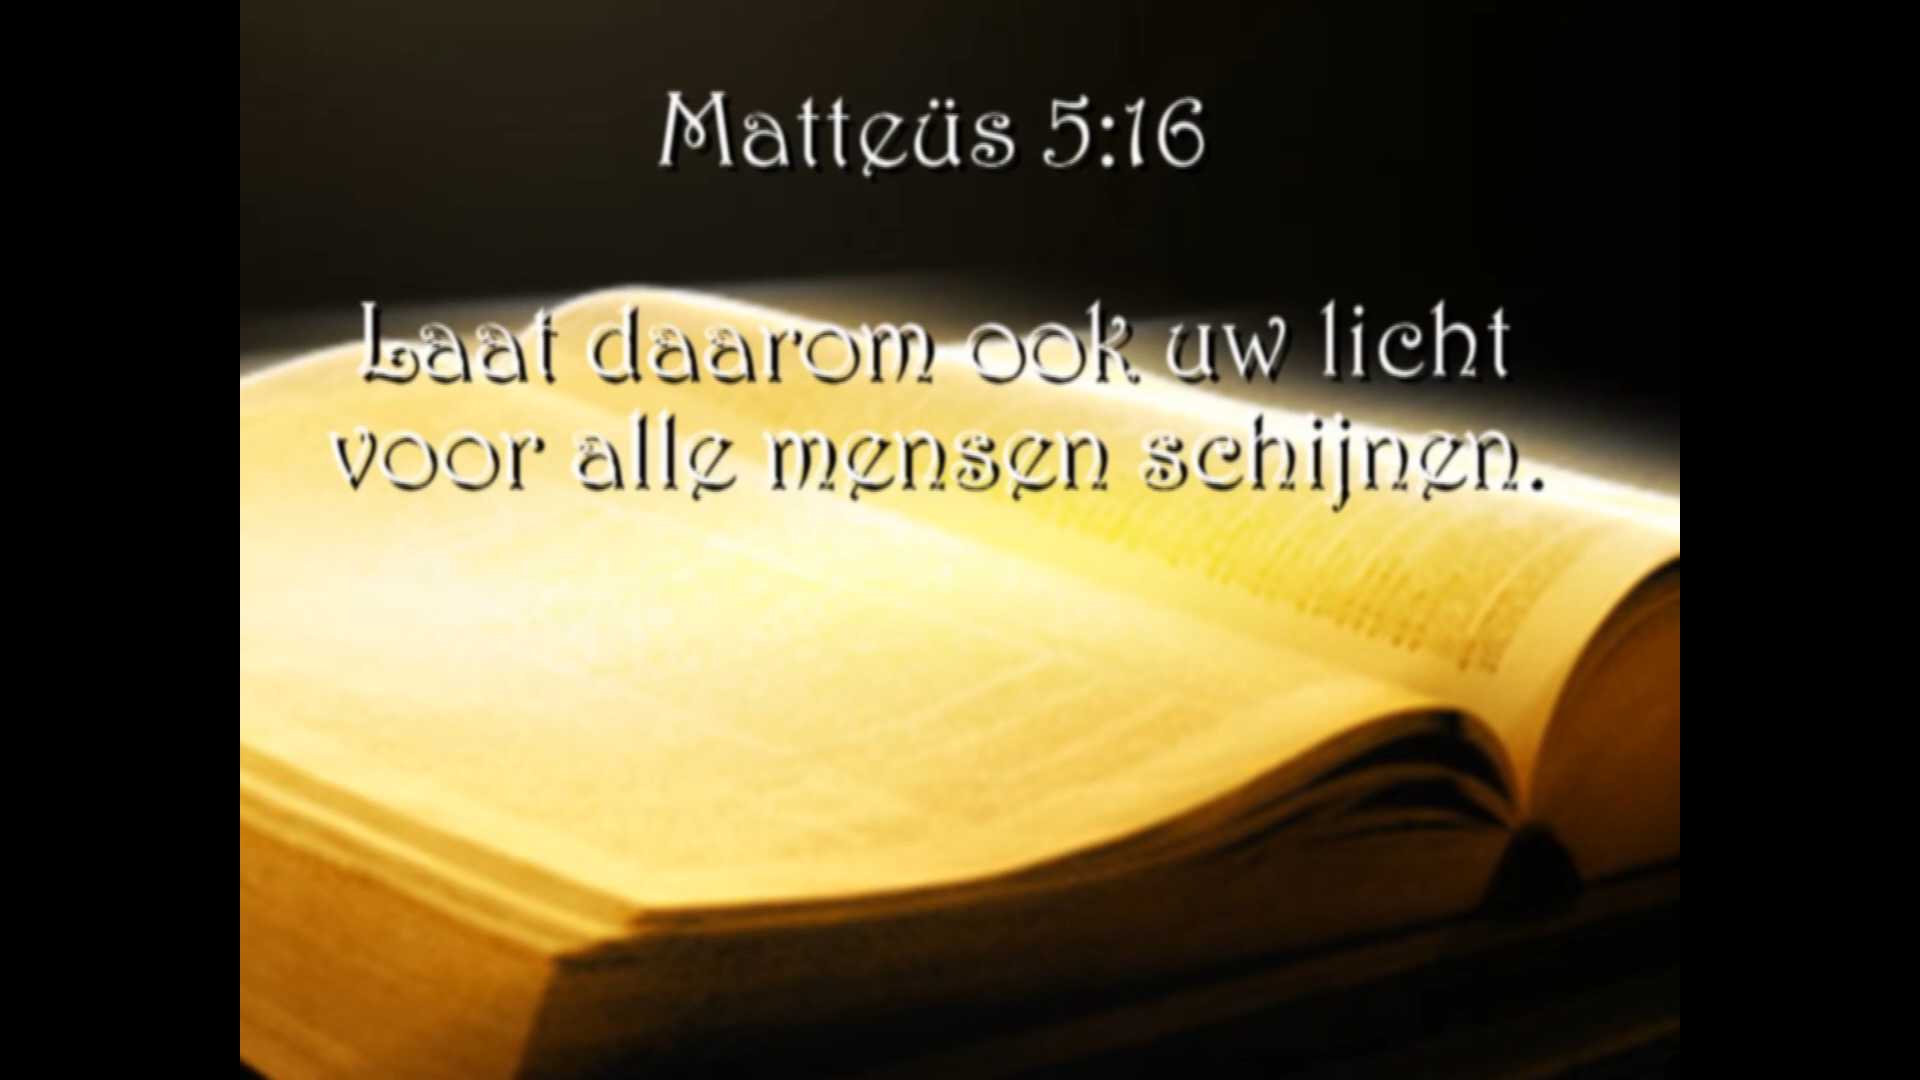 Matteüs 5:16
Laat daarom ook uw licht
voor alle mensen schijnen.